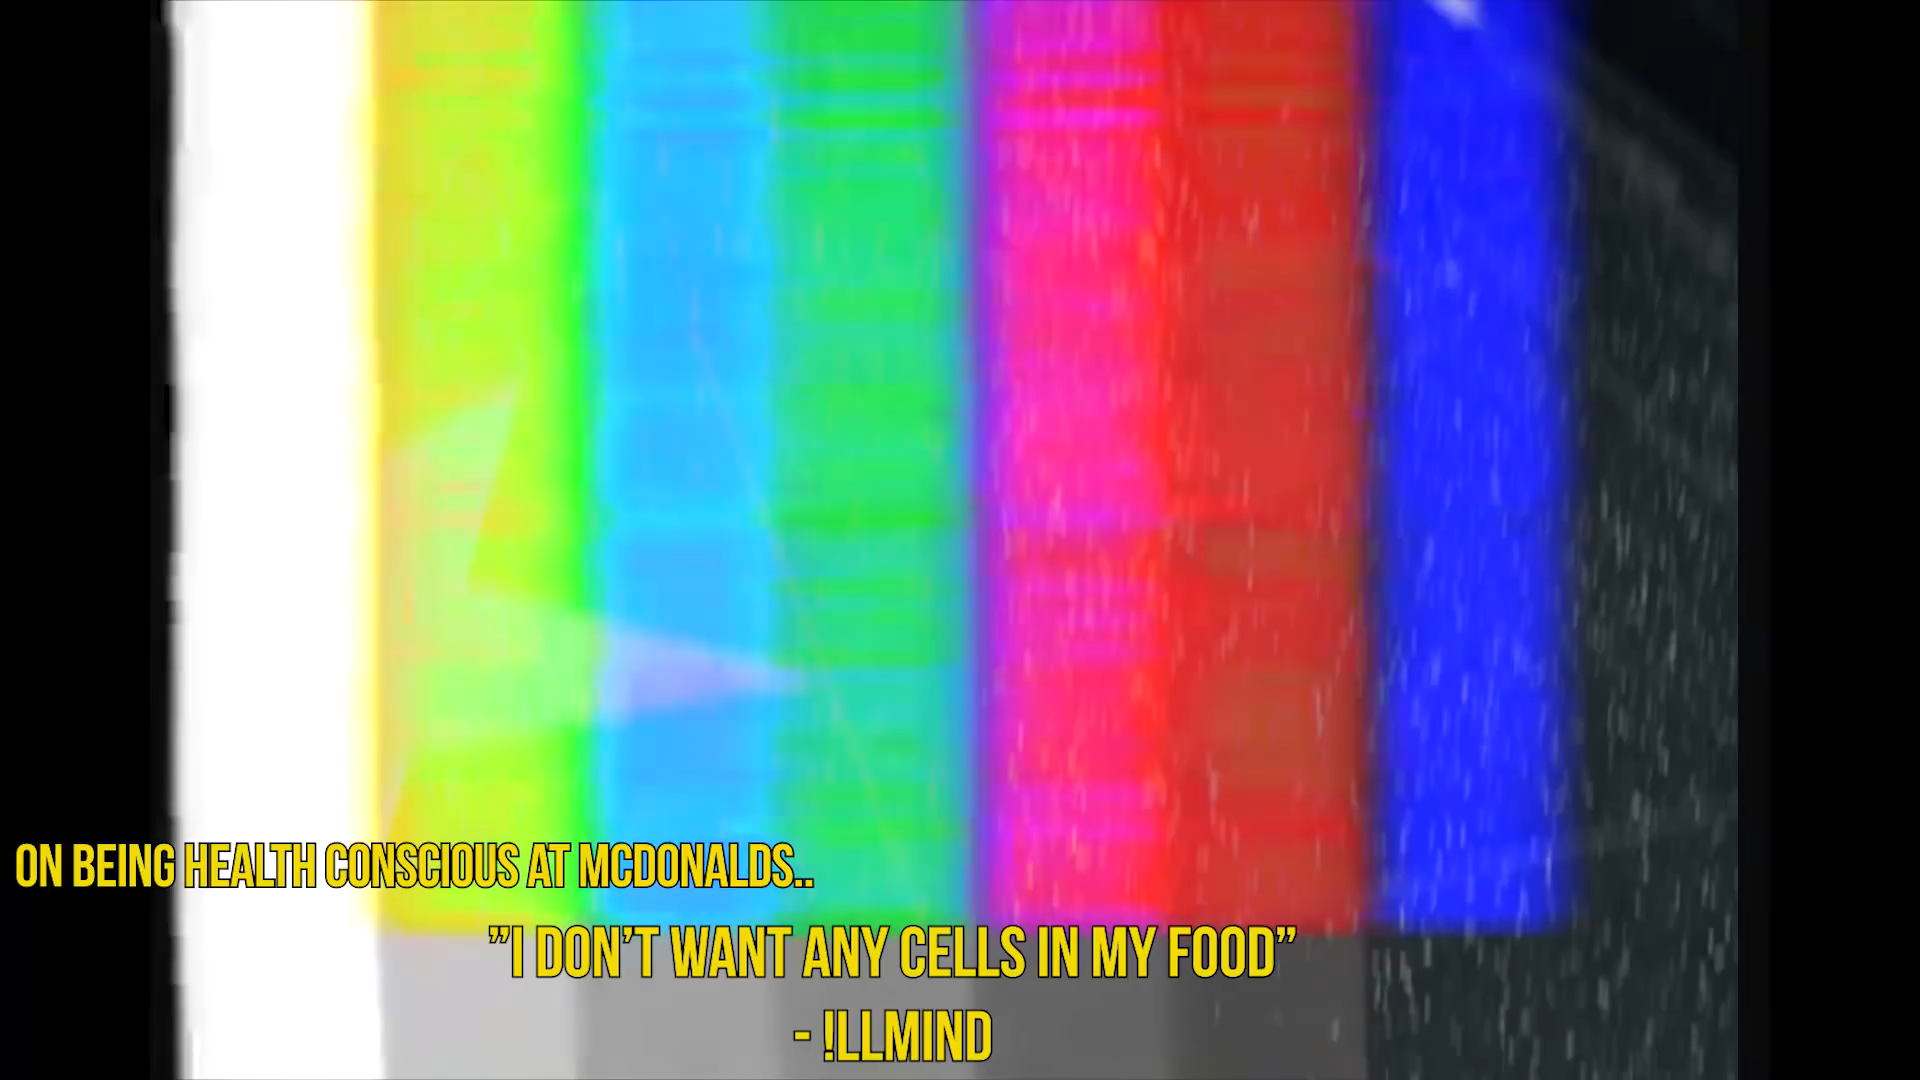 ON BEING HEALTH CONSCIOUS AT MCDONALDS..
”I DON’T WANT ANY CELLS IN MY FOOD”
- !LLMIND